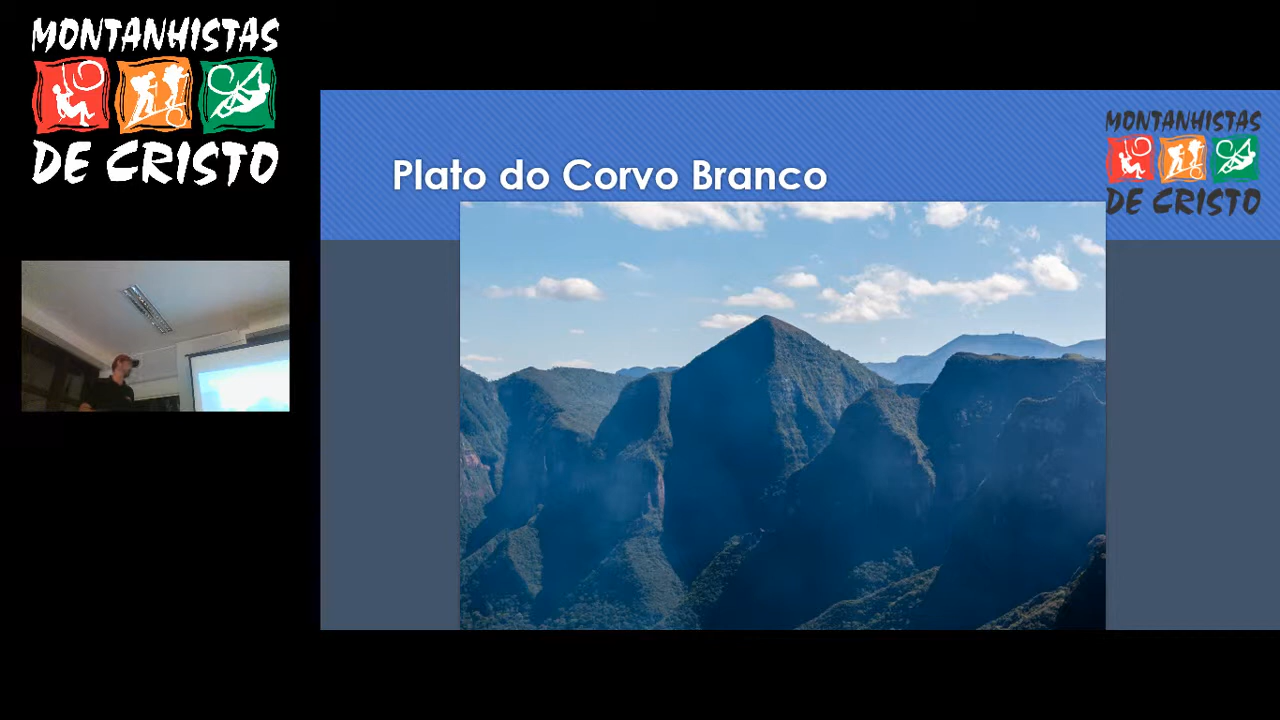 MONTANHISTAS
DE CRISTO
Plato do Corvo Branco
MONTANHISTAS
DE CRISTO